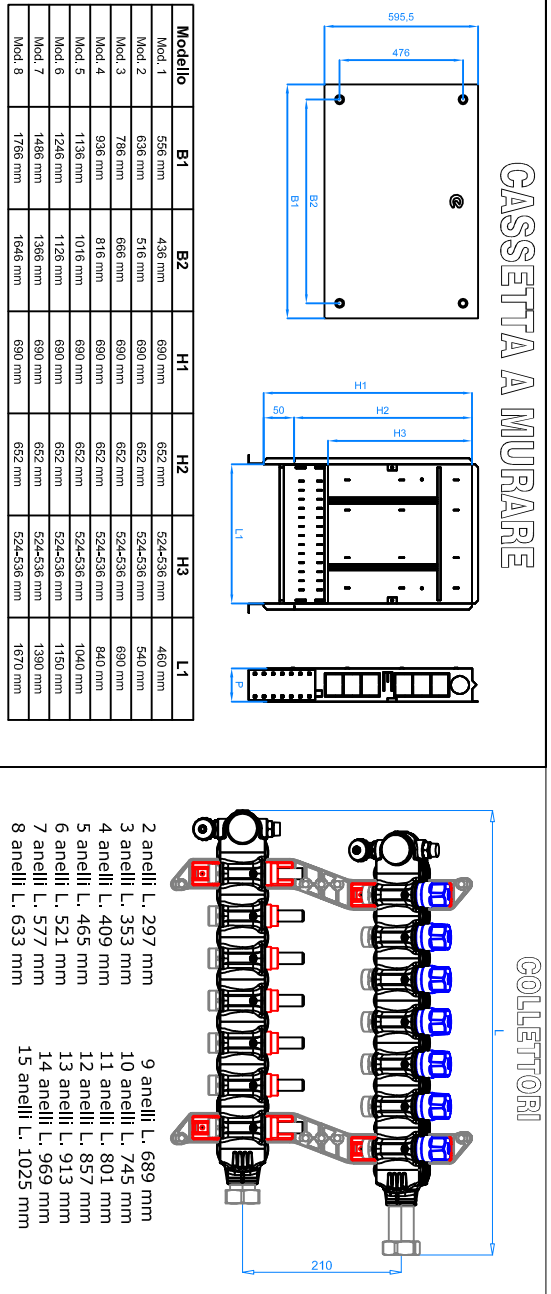 CASSETTA A MURARE
595,5
476
B2
B1
H1
50
H2
H3
L1
P
Modello B1 B2 H1 H2 H3 L1
Mod. 1 556 mm 436 mm 690 mm 652 mm 524-536 mm 460 mm
Mod. 2 636 mm 516 mm 690 mm 652 mm 524-536 mm 540 mm
Mod. 3 786 mm 666 mm 690 mm 652 mm 524-536 mm 690 mm
Mod. 4 936 mm 816 mm 690 mm 652 mm 524-536 mm 840 mm
Mod. 5 1136 mm 1016 mm 690 mm 652 mm 524-536 mm 1040 mm
Mod. 6 1246 mm 1126 mm 690 mm 652 mm 524-536 mm 1150 mm
Mod. 7 1486 mm 1366 mm 690 mm 652 mm 524-536 mm 1390 mm
Mod. 8 1766 mm 1646 mm 690 mm 652 mm 524-536 mm 1670 mm
COLLETTORI
L
210
2 anelli L. 297 mm
3 anelli L. 353 mm
4 anelli L. 409 mm
5 anelli L. 465 mm
6 anelli L. 521 mm
7 anelli L. 577 mm
8 anelli L. 633 mm
9 anelli L. 689 mm
10 anelli L. 745 mm
11 anelli L. 801 mm
12 anelli L. 857 mm
13 anelli L. 913 mm
14 anelli L. 969 mm
15 anelli L. 1025 mm